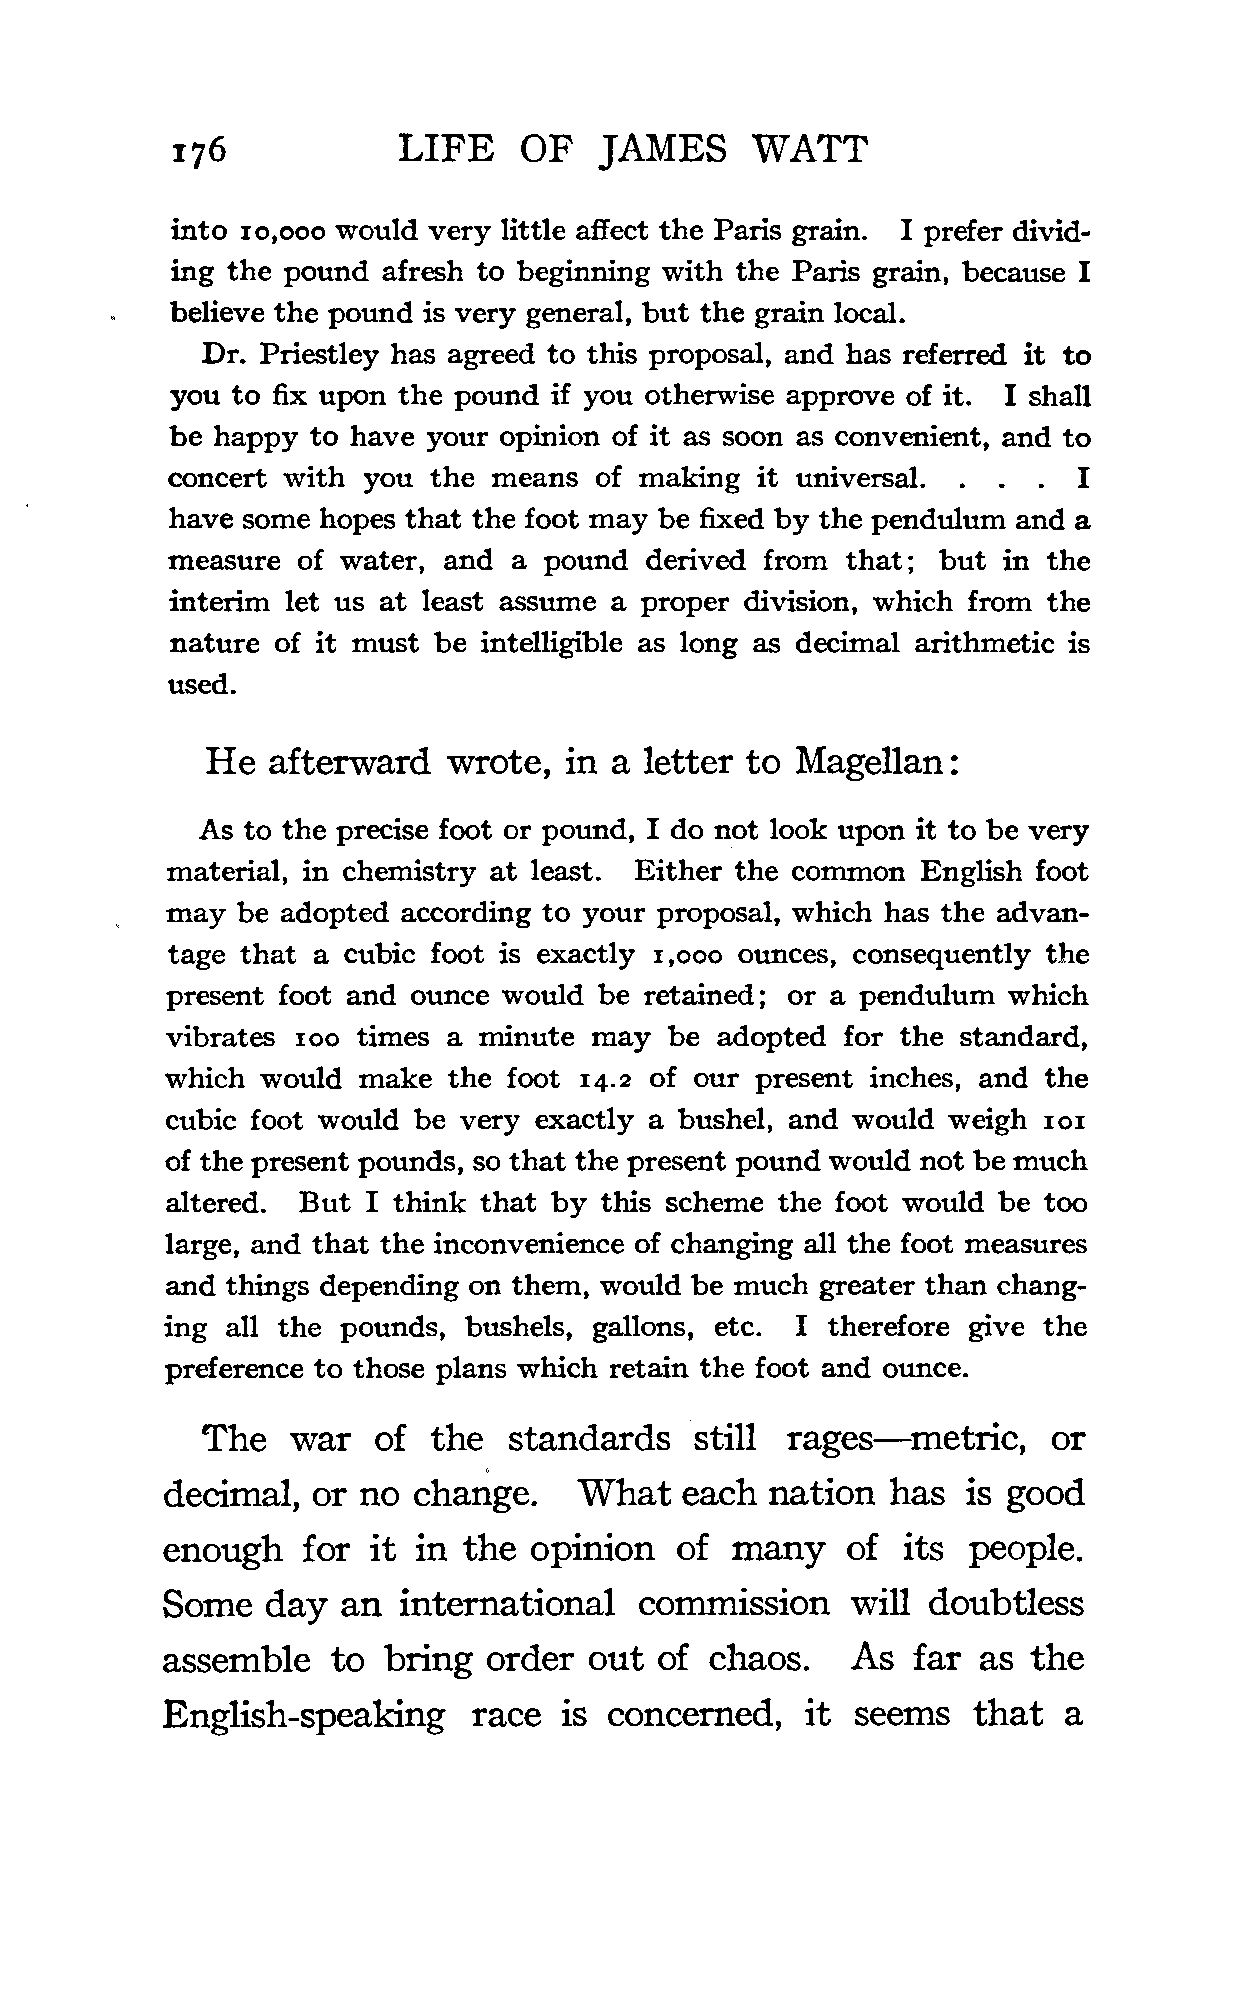 176 LIFE OF JAMES WATT
into 10,000 would very little affect the Paris grain. I prefer divid-
ing the pound afresh to beginning with the Paris grain, because I
believe the pound is very general, but the grain local.
Dr. Priestley has agreed to this proposal, and has referred it to
you to fix upon the pound if you otherwise approve of it. I shall
be happy to have your opinion of it as soon as convenient, and to
concert with you the means of making it universal. . . . I
have some hopes that the foot may be fixed by the pendulum and a
measure of water, and a pound derived from that; but in the
interim let us at least assume a proper division, which from the
nature of it must be intelligible as long as decimal arithmetic is
used.
He afterward wrote, in a letter to Magellan:
As to the precise foot or pound, I do not look upon it to be very
material, in chemistry at least. Either the common English foot
may be adopted according to your proposal, which has the advan-
tage that a cubic foot is exactly 1,000 ounces, consequently the
present foot and ounce would be retained; or a pendulum which
vibrates 100 times a minute may be adopted for the standard,
which would make the foot 14.2 of our present inches, and the
cubic foot would be very exactly a bushel, and would weigh 101
of the present pounds, so that the present pound would not be much
altered. But I think that by this scheme the foot would be too
large, and that the inconvenience of changing all the foot measures
and things depending on them, would be much greater than chang-
ing all the pounds, bushels, gallons, etc. I therefore give the
preference to those plans which retain the foot and ounce.
The war of the standards still rages—metric, or
decimal, or no change. What each nation has is good
enough for it in the opinion of many of its people.
Some day an international commission will doubtless
assemble to bring order out of chaos. As far as the
English-speaking race is concerned, it seems that a